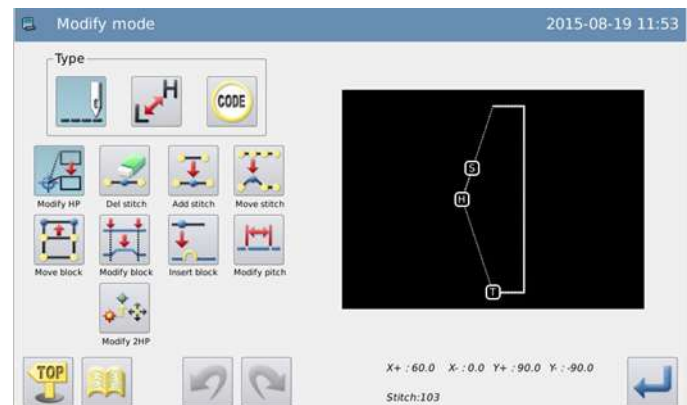 Modify mode 2015-08-19 11:53
Type
H
L
CODE
Modify HP Del stitch Add stitch Move stitch
Move block Modify block Insert block Modify pitch
Modify 2HP
S
H
T
TOP
X+ : 60.0 X- : 0.0 Y+ : 90.0 Y- : -90.0
Stitch:103